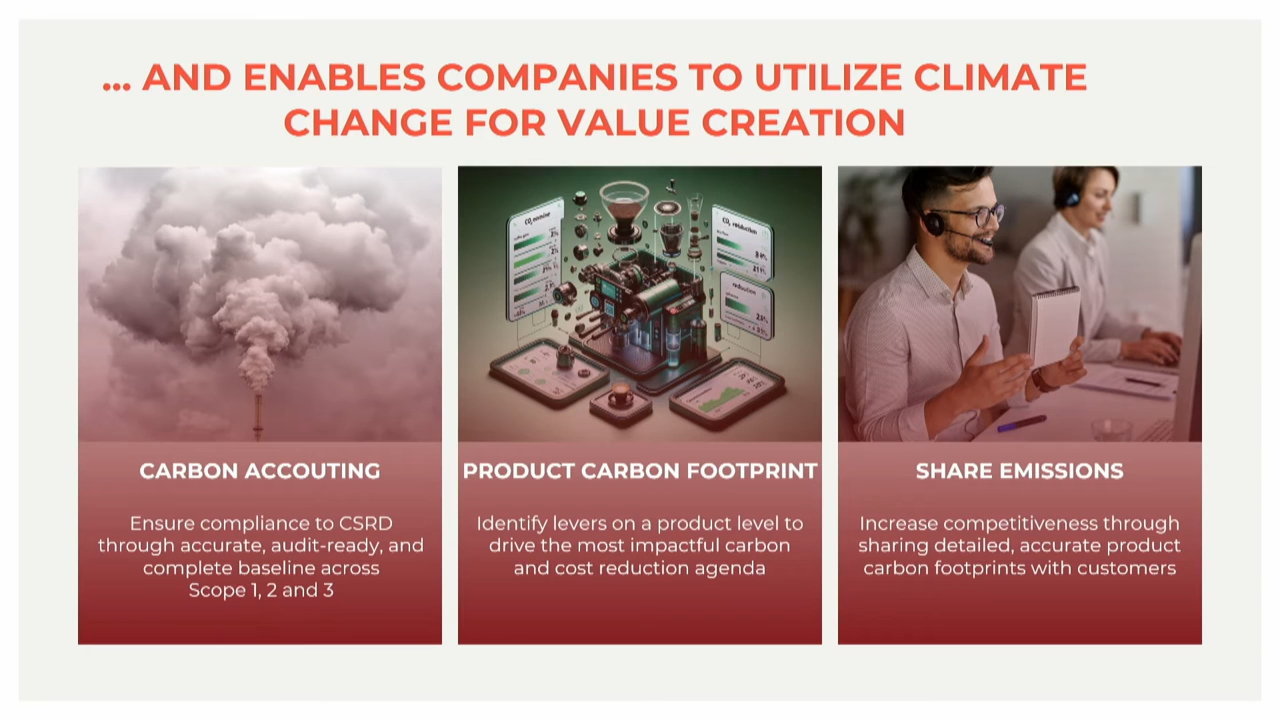 ... AND ENABLES COMPANIES TO UTILIZE CLIMATE
CHANGE FOR VALUE CREATION
CO₂
CO₂
reduction
CARBON ACCOUTING
Ensure compliance to CSRD
through accurate, audit-ready, and
complete baseline across
Scope 1, 2 and 3
PRODUCT CARBON FOOTPRINT
Identify levers on a product level to
drive the most impactful carbon
and cost reduction agenda
SHARE EMISSIONS
Increase competitiveness through
sharing detailed, accurate product
carbon footprints with customers